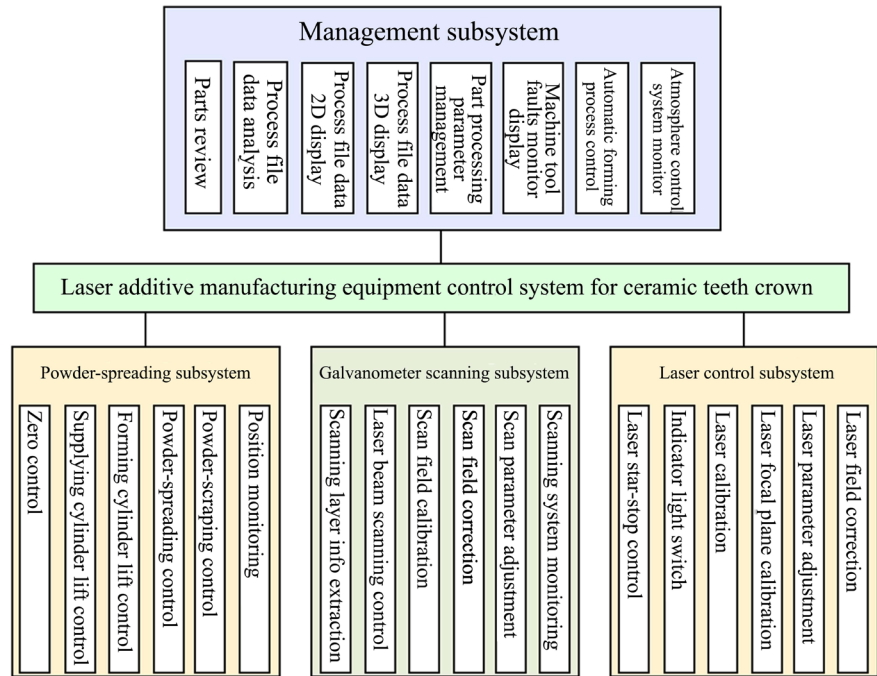 Management subsystem
Parts review
Process file
data analysis
Process file data
2D display
Process file data
3D display
Part processing
parameter
management
Machine tool
faults monitor
display
Automatic forming
process control
Atmosphere control
system monitor
Laser additive manufacturing equipment control system for ceramic teeth crown
Powder-spreading subsystem
Zero control
Supplying cylinder lift control
Forming cylinder lift control
Powder-spreading control
Powder-scraping control
Position monitoring
Galvanometer scanning subsystem
Scanning layer info extraction
Laser beam scanning control
Scan field calibration
Scan field correction
Scan parameter adjustment
Scanning system monitoring
Laser control subsystem
Laser star-stop control
Indicator light switch
Laser calibration
Laser focal plane calibration
Laser parameter adjustment
Laser field correction